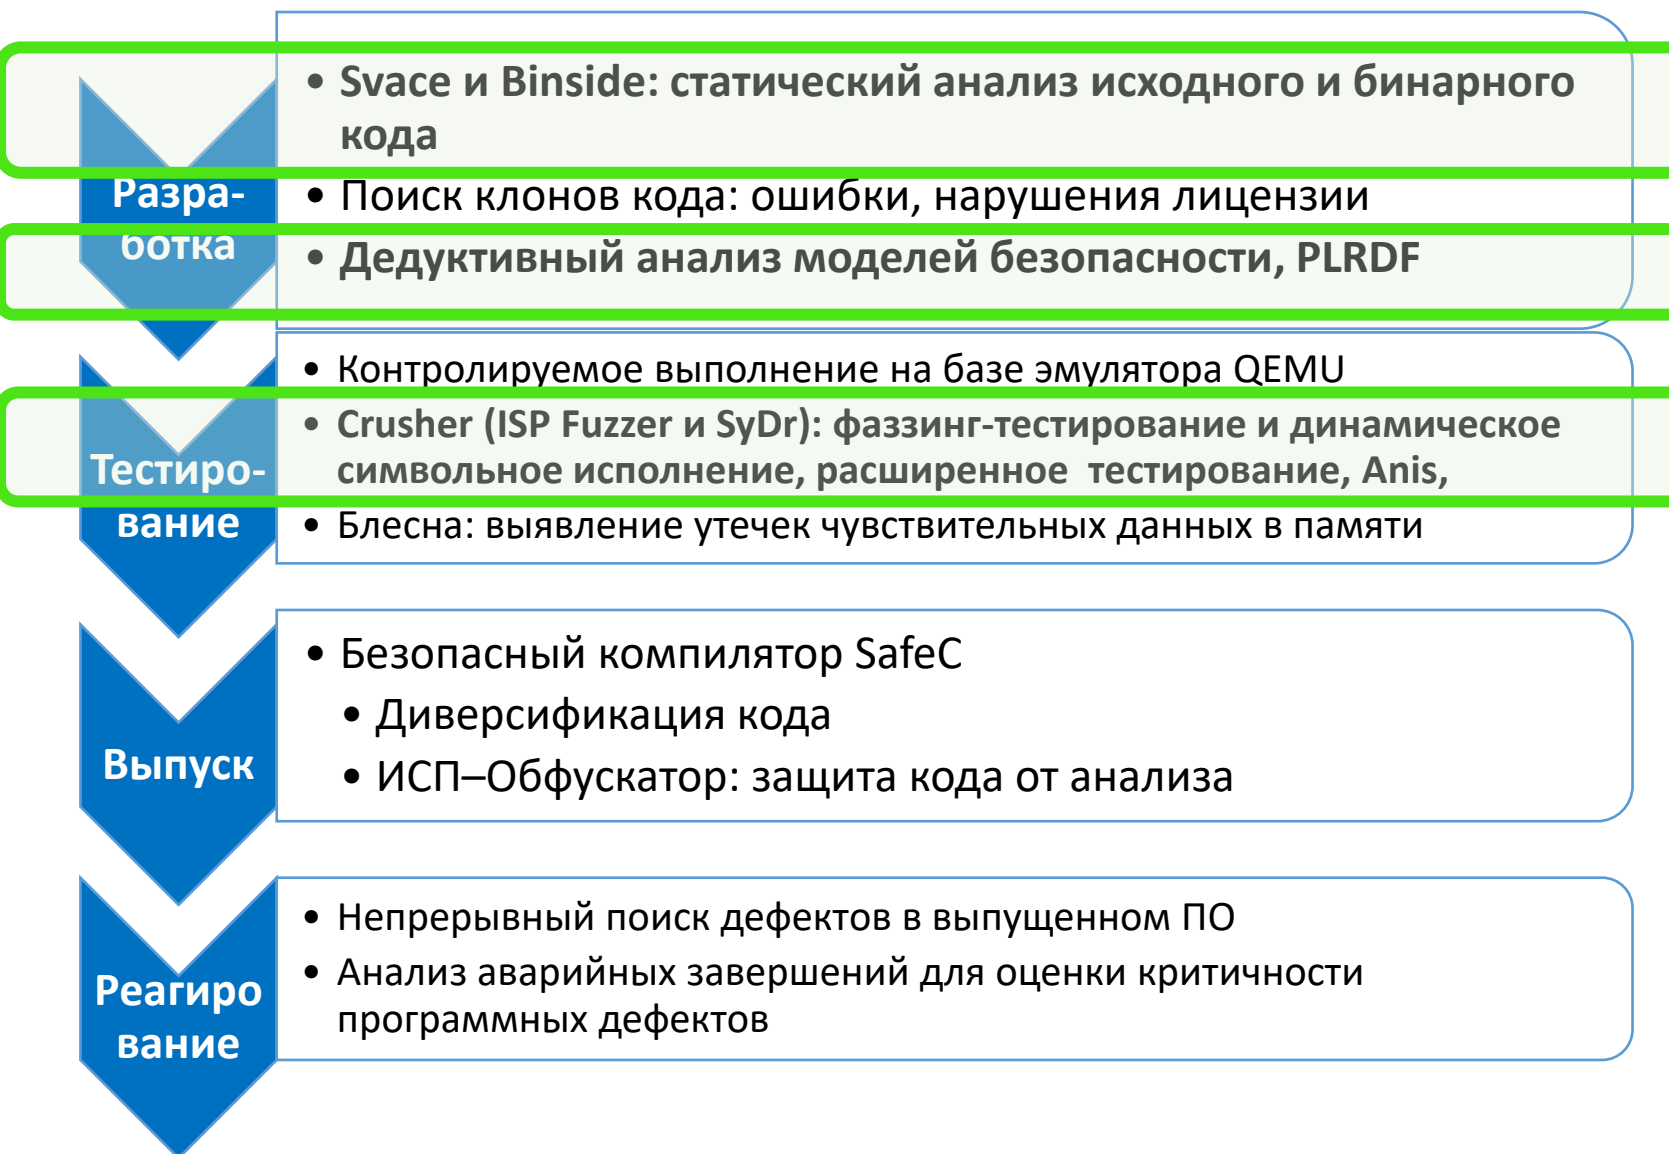 • Svace и Binside: статический анализ исходного и бинарного
кода
Разра-
ботка
• Поиск клонов кода: ошибки, нарушения лицензии
• Дедуктивный анализ моделей безопасности, PLRDF
• Контролируемое выполнение на базе эмулятора QEMU
• Crusher (ISP Fuzzer и SyDr): фаззинг-тестирование и динамическое
символьное исполнение, расширенное тестирование, Anis,
Тестиро-
вание
• Блесна: выявление утечек чувствительных данных в памяти
• Безопасный компилятор SafeC
• Диверсификация кода
• ИСП–Обфускатор: защита кода от анализа
Выпуск
• Непрерывный поиск дефектов в выпущенном ПО
• Анализ аварийных завершений для оценки критичности
программных дефектов
Реагиро
вание